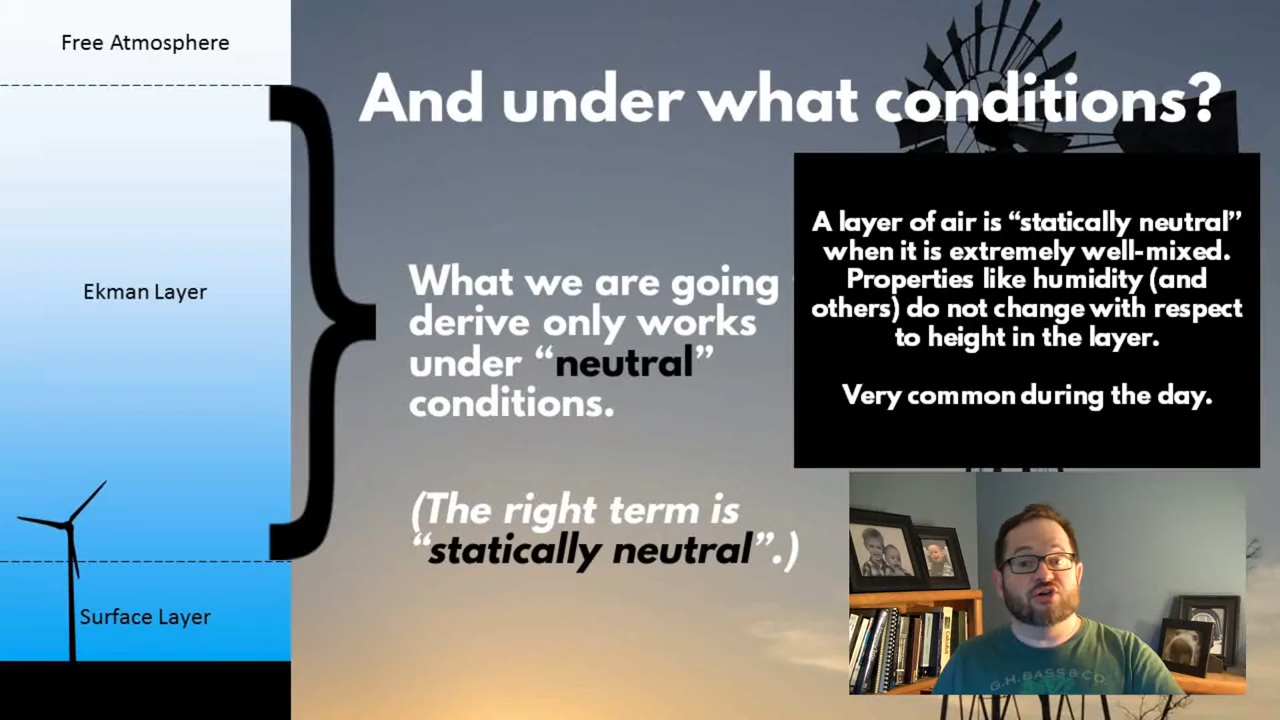 Free Atmosphere
Ekman Layer
Surface Layer
And under what conditions?
What we are going
derive only works
under “neutral”
conditions.
(The right term is
“statically neutral”.)
A layer of air is “statically neutral”
when it is extremely well-mixed.
Properties like humidity (and
others) do not change with respect
to height in the layer.
Very common during the day.
G.H. BASS & CO.